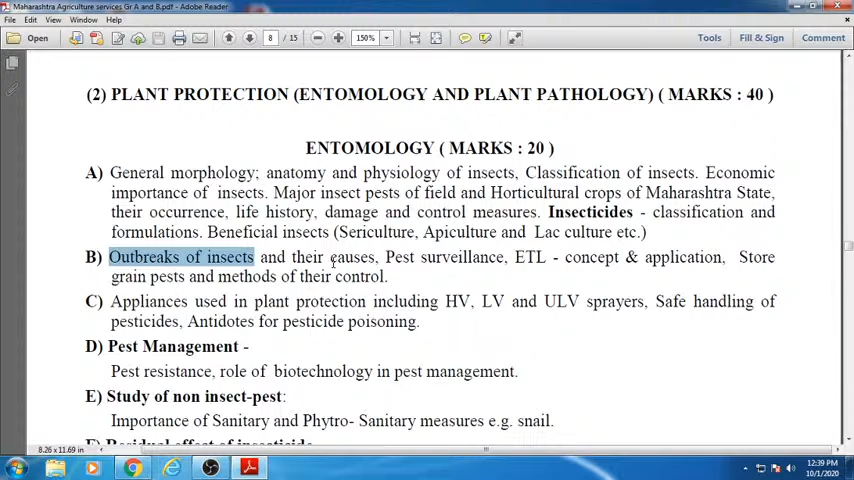 Maharashtra Agriculture services Gr A and B.pdf - Adobe Reader
File Edit View Window Help
Open 8 / 15 150% Tools Fill & Sign Comment
(2) PLANT PROTECTION (ENTOMOLOGY AND PLANT PATHOLOGY) ( MARKS : 40 )
ENTOMOLOGY ( MARKS : 20 )
A) General morphology; anatomy and physiology of insects, Classification of insects. Economic
importance of insects. Major insect pests of field and Horticultural crops of Maharashtra State,
their occurrence, life history, damage and control measures. Insecticides - classification and
formulations. Beneficial insects (Sericulture, Apiculture and Lac culture etc.)
B) Outbreaks of insects and their causes, Pest surveillance, ETL - concept & application, Store
grain pests and methods of their control.
C) Appliances used in plant protection including HV, LV and ULV sprayers, Safe handling of
pesticides, Antidotes for pesticide poisoning.
D) Pest Management -
Pest resistance, role of biotechnology in pest management.
E) Study of non insect-pest:
Importance of Sanitary and Phyto- Sanitary measures e.g. snail.
F) Residual effect of insecticide
8.26 x 11.69 in
12:39 PM
10/1/2020